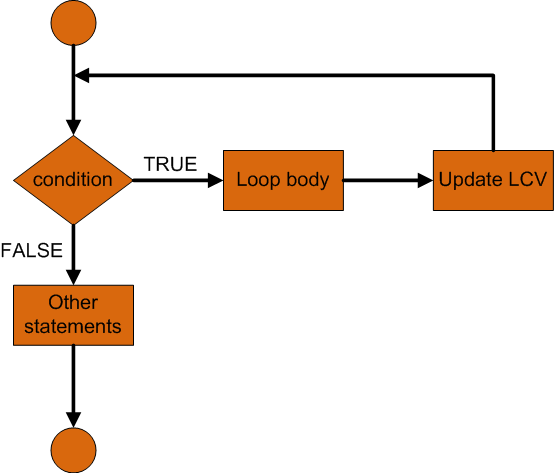 TRUE
condition
Loop body
Update LCV
FALSE
Other
statements